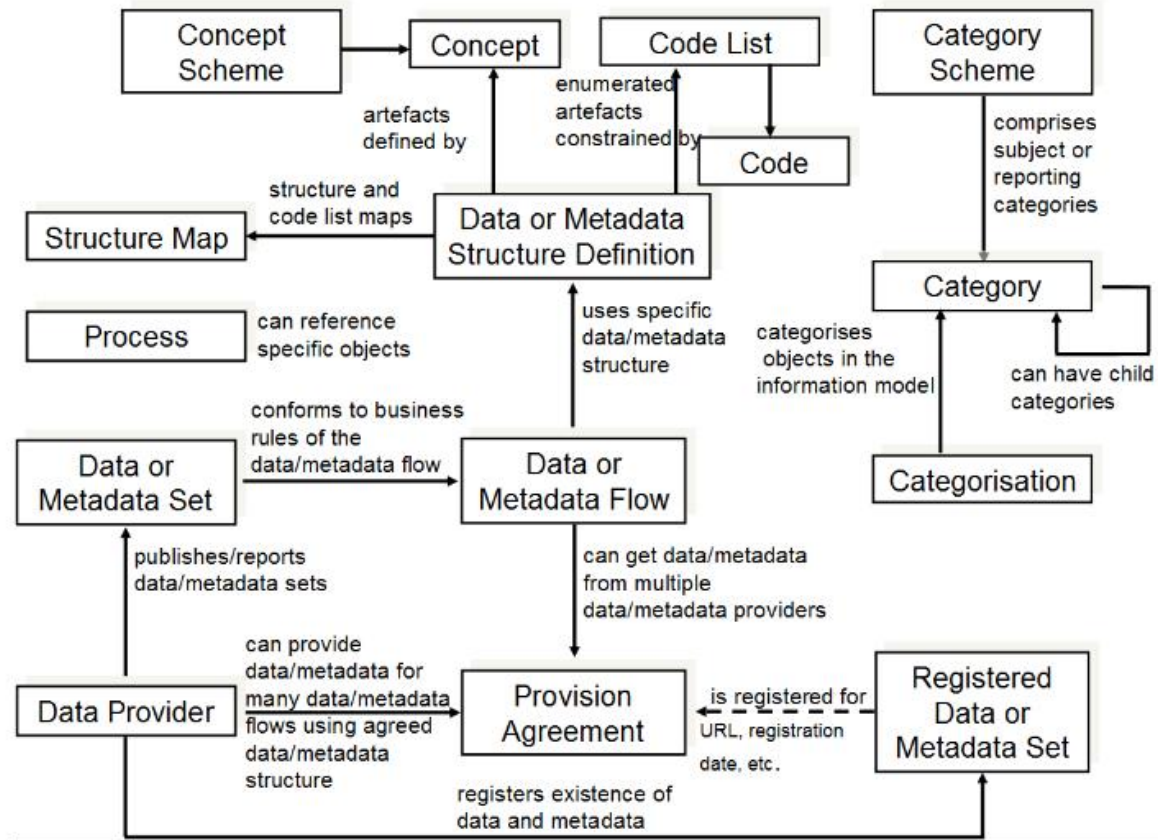 Concept
Scheme
Concept
Code List
Category
Scheme
artefacts
defined by
enumerated
artefacts
constrained by
Code
comprises
subject or
reporting
categories
structure and
code list maps
Structure Map
Data or Metadata
Structure Definition
Category
Process
can reference
specific objects
uses specific
data/metadata
structure
categorises
objects in the
information model
can have child
categories
conforms to business
rules of the
data/metadata flow
Data or
Metadata Set
Data or
Metadata Flow
Categorisation
publishes/reports
data/metadata sets
can get data/metadata
from multiple
data/metadata providers
can provide
data/metadata for
many data/metadata
flows using agreed
data/metadata
structure
Data Provider
Provision
Agreement
is registered for
URL, registration
date, etc.
Registered
Data or
Metadata Set
registers existence of
data and metadata